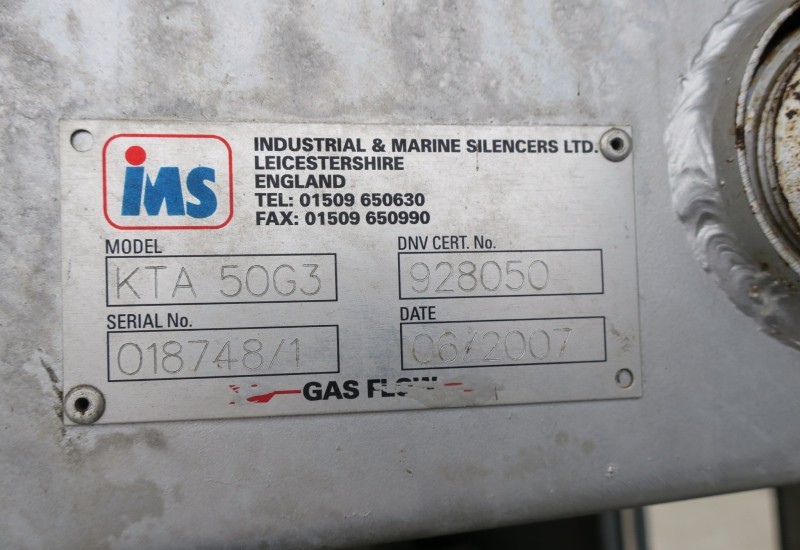 ims
INDUSTRIAL & MARINE SILENCERS LTD.
LEICESTERSHIRE
ENGLAND
TEL: 01509 650630
FAX: 01509 650990
MODEL
KTA 50G3
DNV CERT. No.
928050
SERIAL No.
018748/1
DATE
06/2007
GAS FLOW